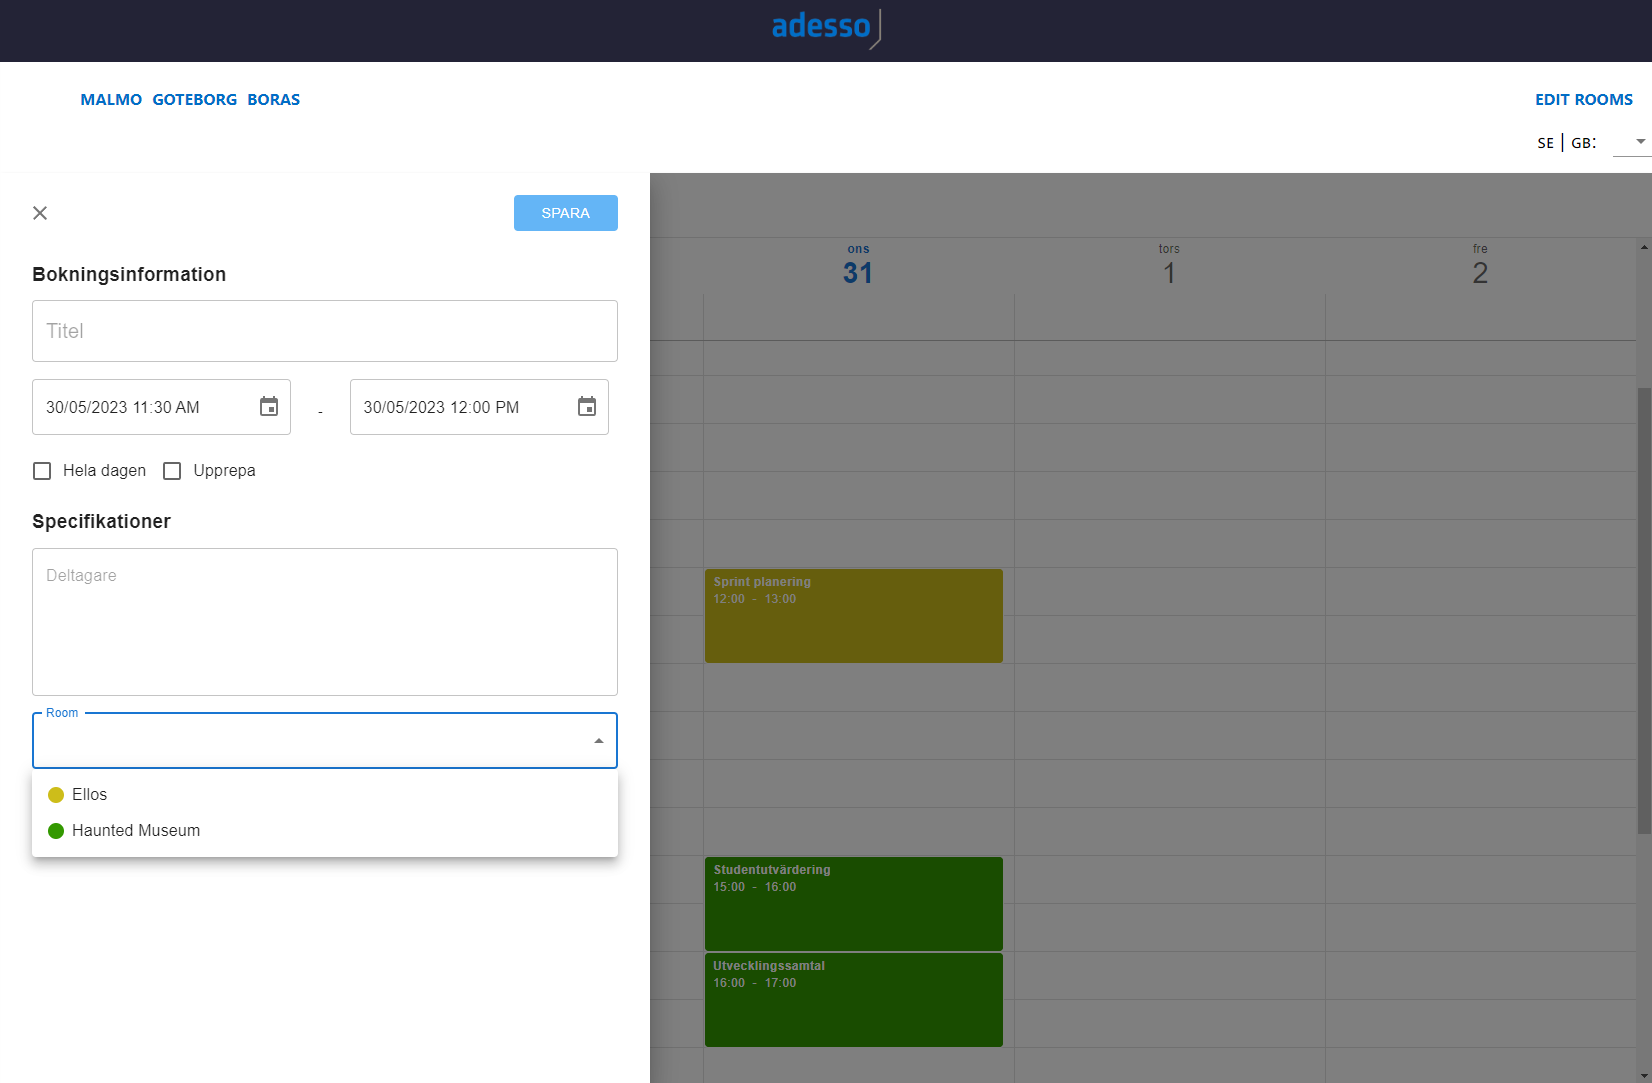 adesso
MALMO GOTEBORG BORAS
EDIT ROOMS
SE | GB:
SPARA
Bokningsinformation
Titel
30/05/2023 11:30 AM - 30/05/2023 12:00 PM
Hela dagen Upprepa
Specifikationer
Deltagare
Room
Ellos
Haunted Museum
ons tors fre
31 1 2
Sprint planering
12:00 - 13:00
Studentutvärdering
15:00 - 16:00
Utvecklingssamtal
16:00 - 17:00